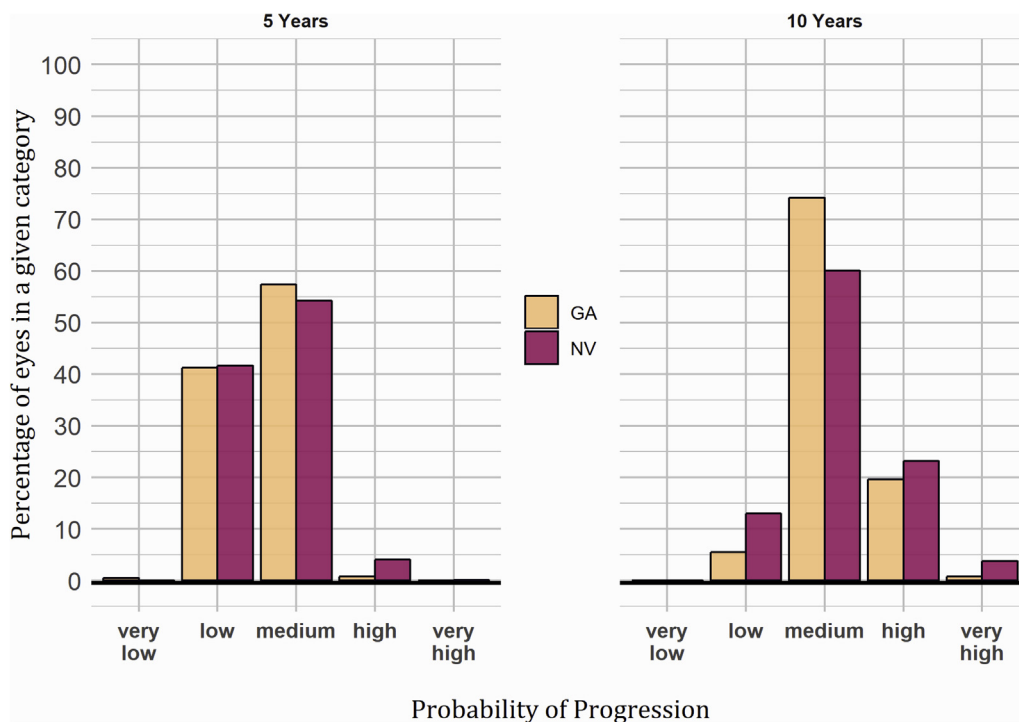 5 Years
10 Years
Percentage of eyes in a given category
100
90
80
70
60
50
40
30
20
10
0
GA
NV
very low medium high very
low high
very low medium high very
low high
Probability of Progression